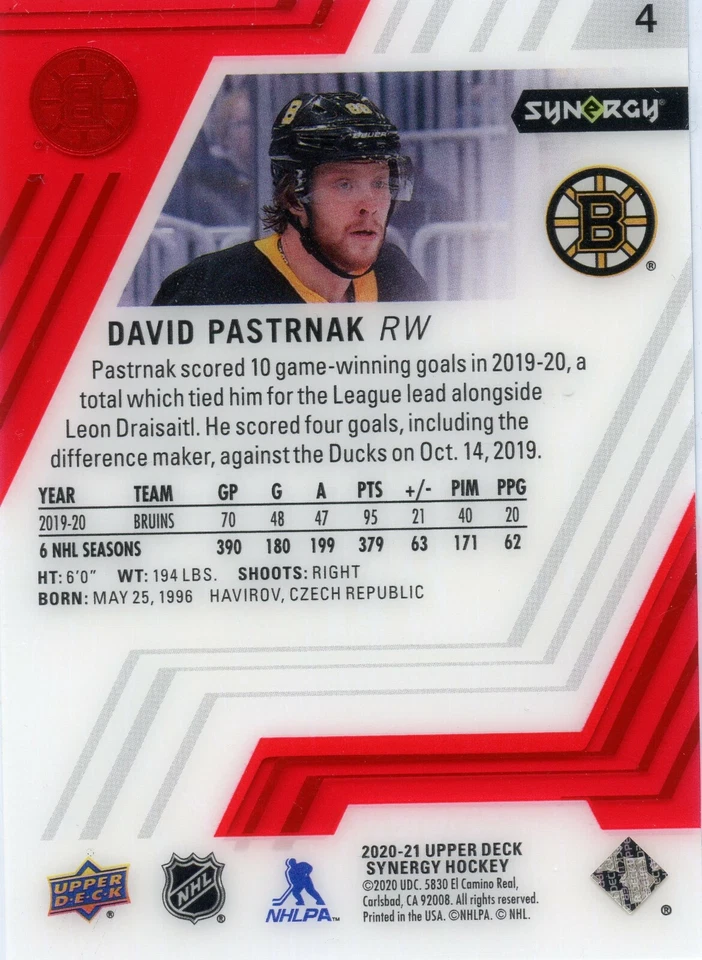 4
SYNERGY
B
88
BAUER
B
B
®
DAVID PASTRNAK RW
Pastrnak scored 10 game-winning goals in 2019-20, a
total which tied him for the League lead alongside
Leon Draisaitl. He scored four goals, including the
difference maker, against the Ducks on Oct. 14, 2019.
YEAR TEAM GP G A PTS +/- PIM PPG
2019-20 BRUINS 70 48 47 95 21 40 20
6 NHL SEASONS 390 180 199 379 63 171 62
HT: 6'0" WT: 194 LBS. SHOOTS: RIGHT
BORN: MAY 25, 1996 HAVIROV, CZECH REPUBLIC
UPPER
D·E·C·K
®
NHL
®
NHLPA™
2020-21 UPPER DECK
SYNERGY HOCKEY
©2020 UDC. 5830 El Camino Real,
Carlsbad, CA 92008. All rights reserved.
Printed in the USA. ©NHLPA. © NHL.
®